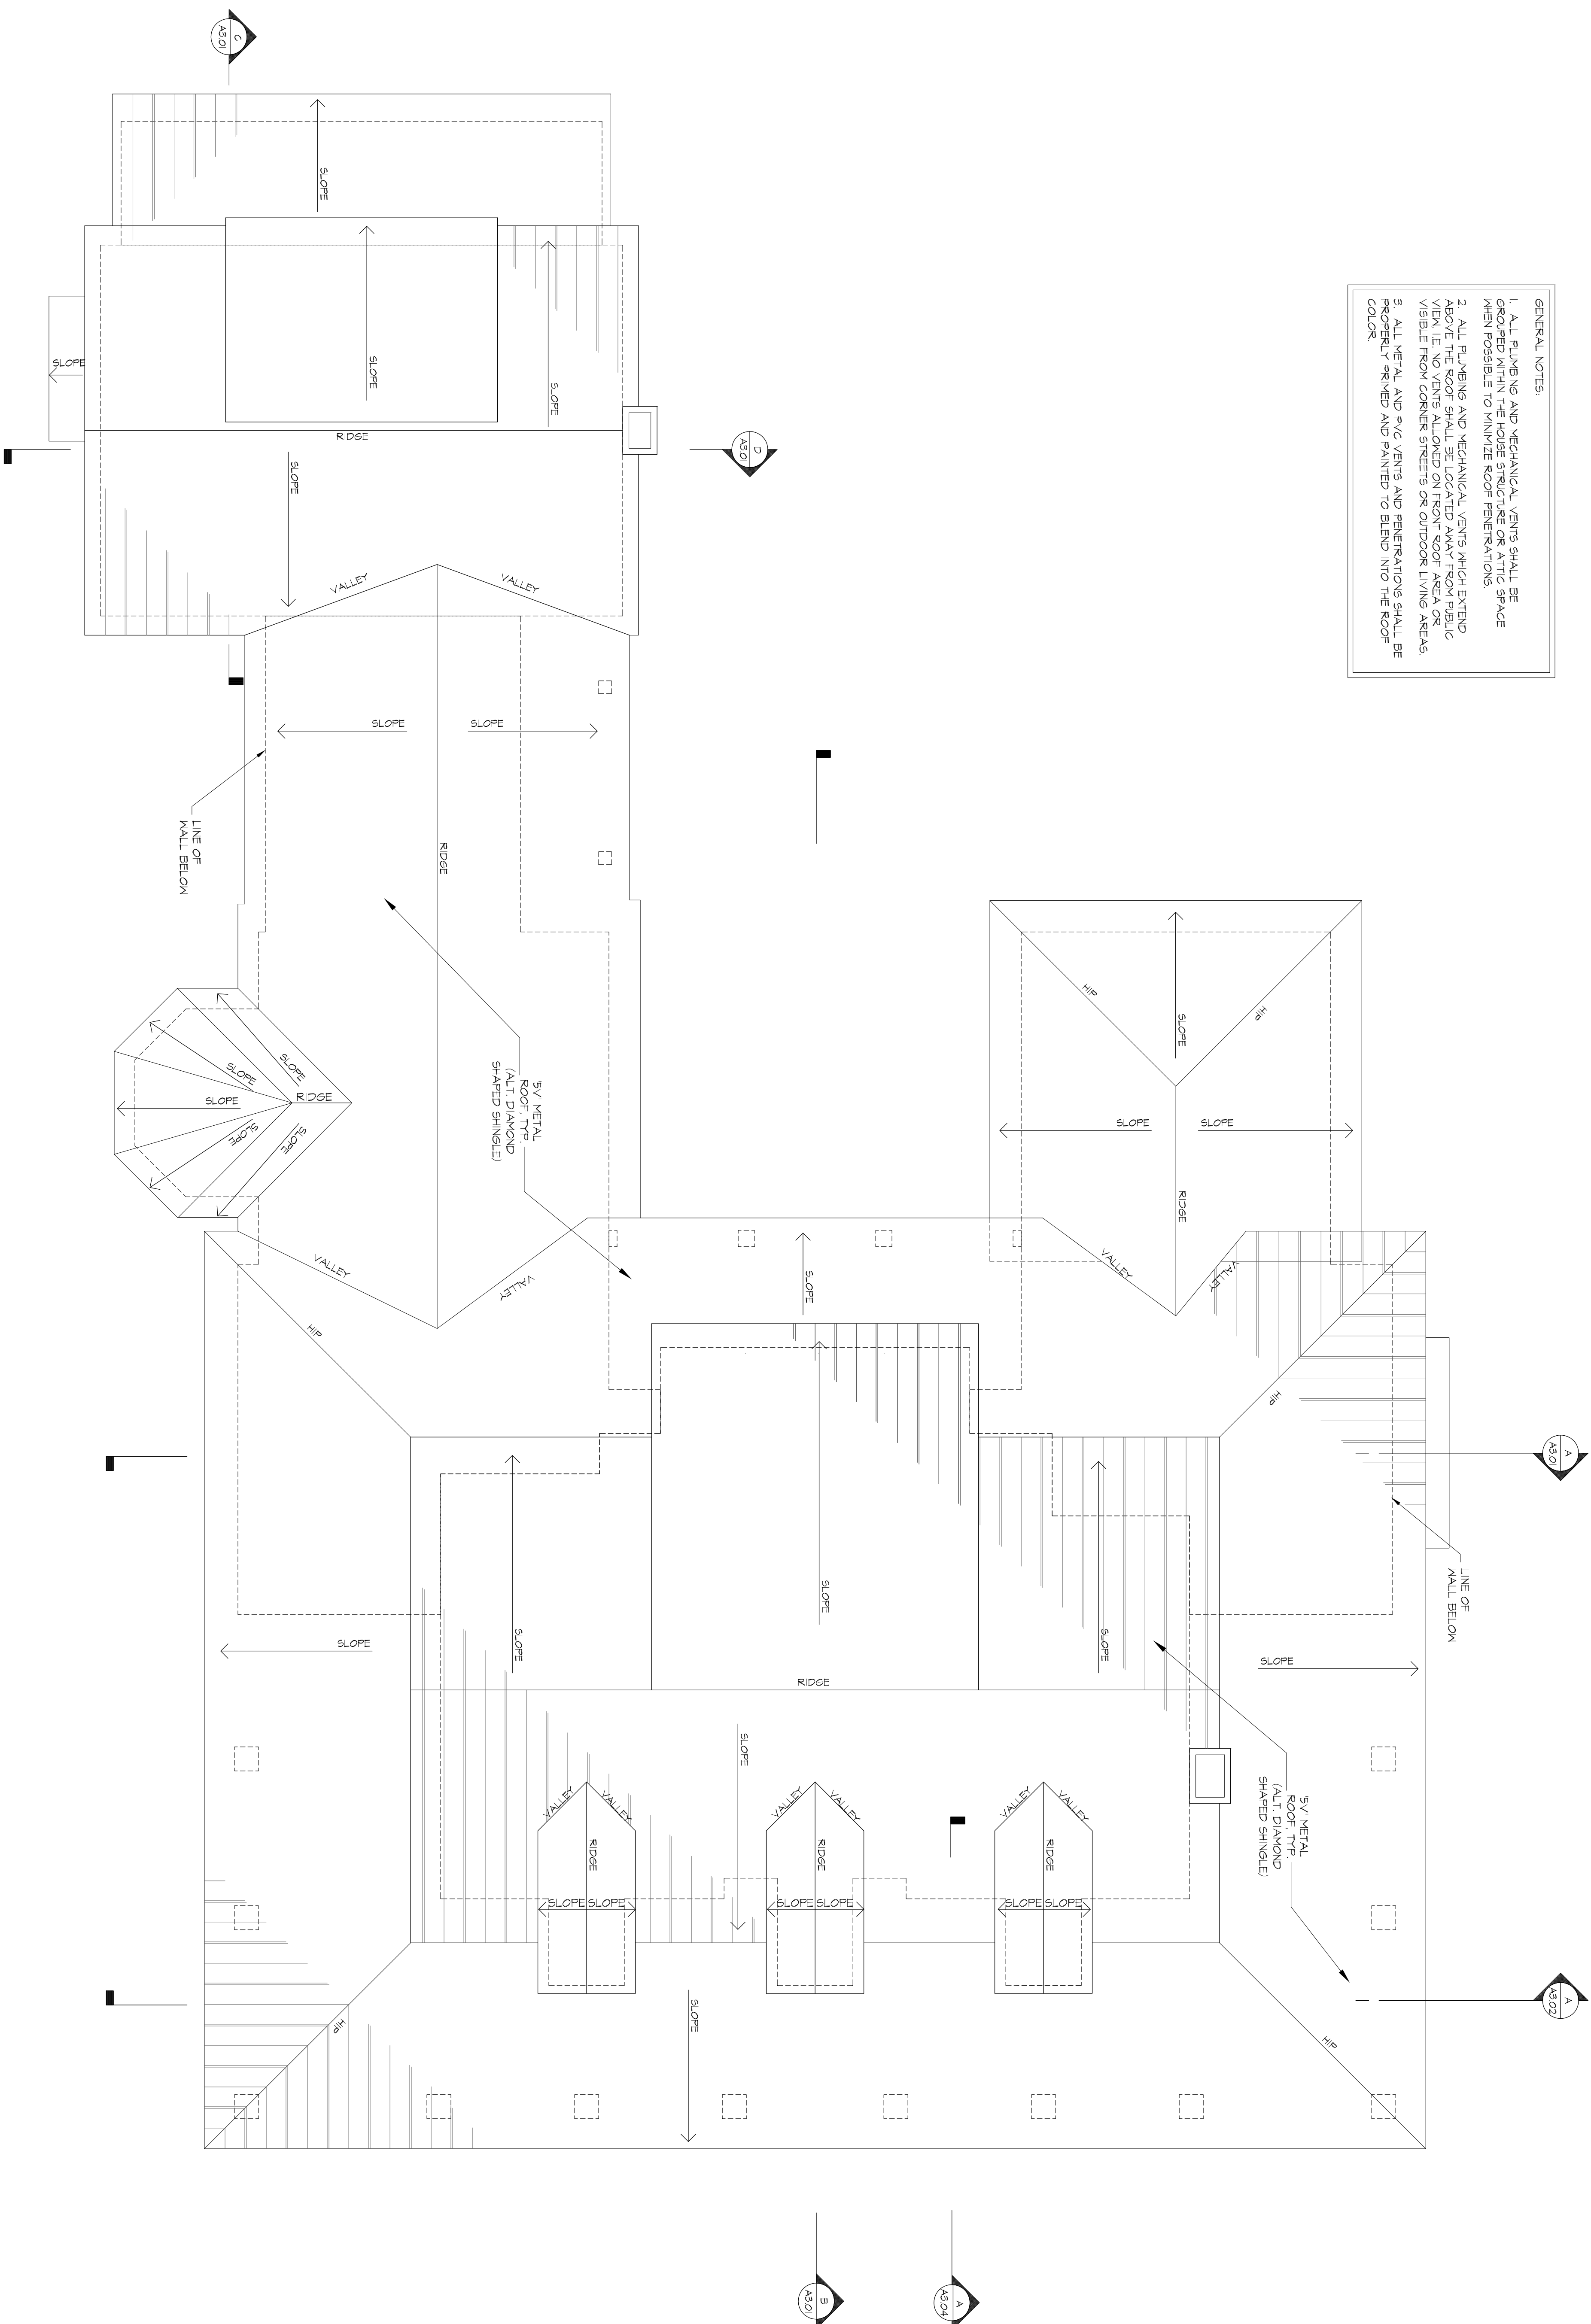 GENERAL NOTES:
1. ALL PLUMBING AND MECHANICAL VENTS SHALL BE
GROUPED WITHIN THE HOUSE STRUCTURE OR ATTIC SPACE
WHEN POSSIBLE TO MINIMIZE ROOF PENETRATIONS.
2. ALL PLUMBING AND MECHANICAL VENTS WHICH EXTEND
ABOVE THE ROOF SHALL BE LOCATED AWAY FROM PUBLIC
VIEW, I.E. NO VENTS ALLOWED ON FRONT ROOF AREA OR
VISIBLE FROM CORNER STREETS OR OUTDOOR LIVING AREAS.
3. ALL METAL AND PVC VENTS AND PENETRATIONS SHALL BE
PROPERLY PRIMED AND PAINTED TO BLEND INTO THE ROOF
COLOR.
C
A3.01
SLOPE
SLOPE
SLOPE
SLOPE
RIDGE
D
A3.01
SLOPE
VALLEY
VALLEY
SLOPE
SLOPE
LINE OF
WALL BELOW
RIDGE
HIP
HIP
SLOPE
SLOPE
SLOPE
RIDGE
SLOPE
SLOPE
SLOPE
RIDGE
SLOPE
SLOPE
'5V' METAL
ROOF, TYP.
(ALT. DIAMOND
SHAPED SHINGLE)
VALLEY
VALLEY
SLOPE
VALLEY
VALLEY
HIP
HIP
A
A3.01
LINE OF
WALL BELOW
SLOPE
SLOPE
SLOPE
SLOPE
SLOPE
RIDGE
SLOPE
'5V' METAL
ROOF, TYP.
(ALT. DIAMOND
SHAPED SHINGLE)
VALLEY
VALLEY
VALLEY
VALLEY
VALLEY
VALLEY
RIDGE
RIDGE
RIDGE
SLOPE SLOPE
SLOPE SLOPE
SLOPE SLOPE
A
A3.02
SLOPE
HIP
HIP
B
A3.01
A
A3.04